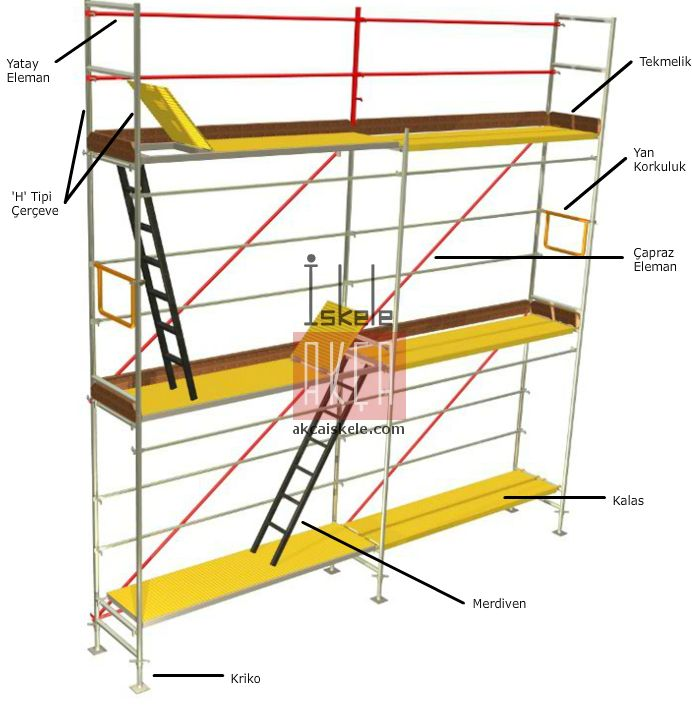 Yatay
Eleman
Tekmelik
Yan
Korkuluk
'H' Tipi
Çerçeve
Çapraz
Eleman
İskele
AKÇA
akcaiskele.com
Kalas
Merdiven
Kriko